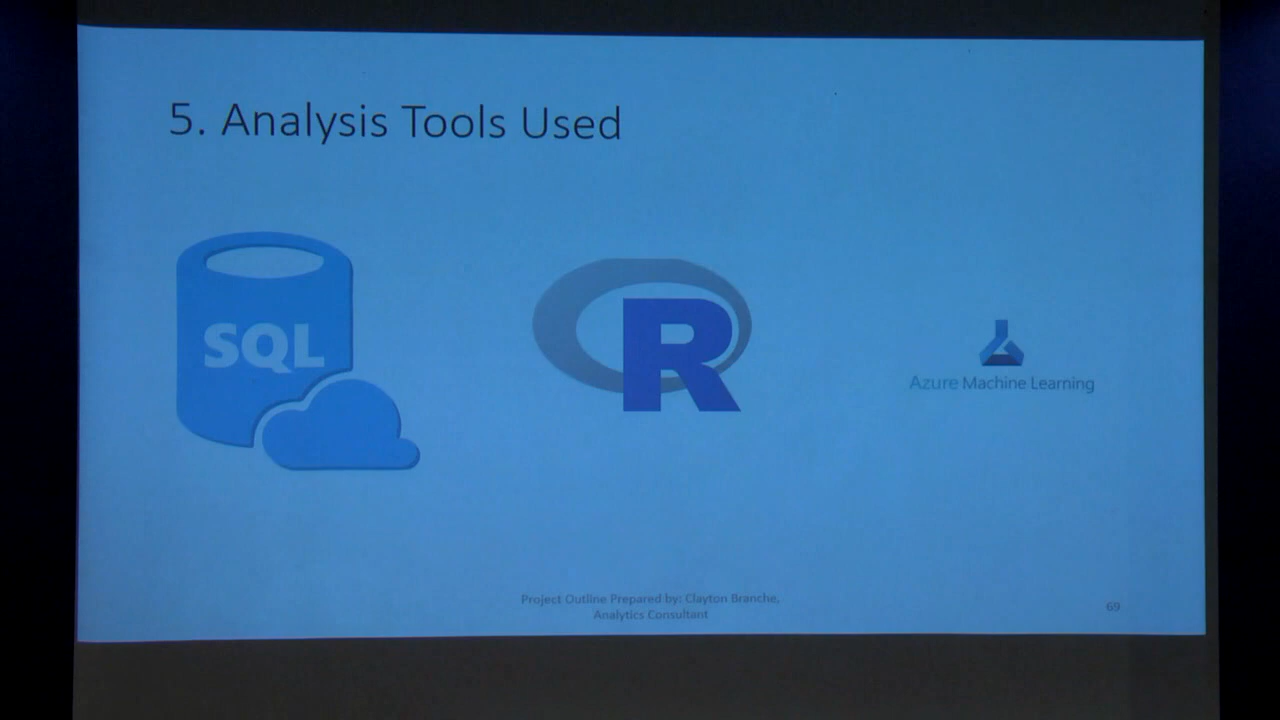 5. Analysis Tools Used
SQL
R
Azure Machine Learning
Project Outline Prepared by: Clayton Branche,
Analytics Consultant
69